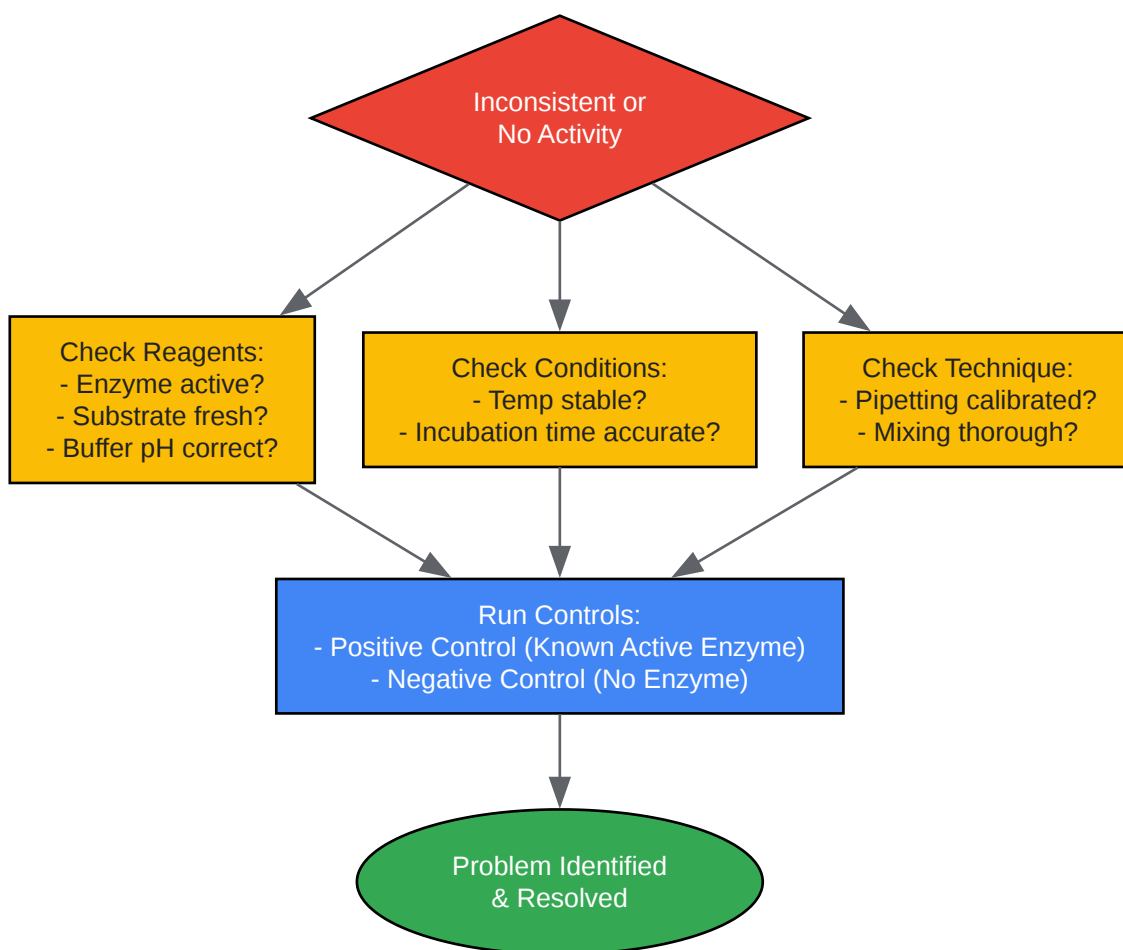 Inconsistent or
No Activity
Check Reagents:
- Enzyme active?
- Substrate fresh?
- Buffer pH correct?
Check Conditions:
- Temp stable?
- Incubation time accurate?
Check Technique:
- Pipetting calibrated?
- Mixing thorough?
Run Controls:
- Positive Control (Known Active Enzyme)
- Negative Control (No Enzyme)
Problem Identified
& Resolved